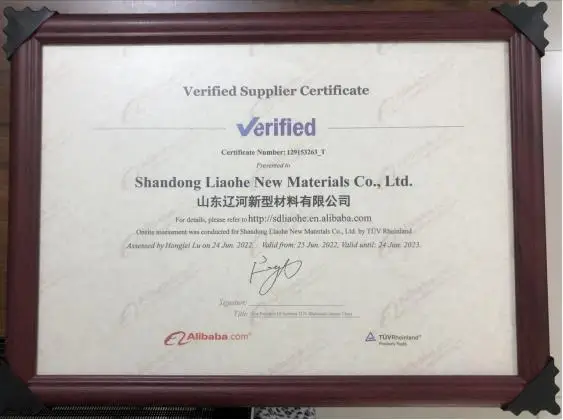 Verified Supplier Certificate
Verified
Certificate Number: 129153263_T
Presented to
Shandong Liaohe New Materials Co., Ltd.
山东辽河新型材料有限公司
For details, please refer to http://sdliaohe.en.alibaba.com
Onsite assessment was conducted for Shandong Liaohe New Materials Co., Ltd. by TÜV Rheinland
Assessed by Honglei Lu on 24 Jun. 2022. Valid from: 25 Jun. 2022, Valid until: 24 Jun. 2023.
Signature:
Title:
Alibaba.com®
TÜVRheinland®
Precisely Right.